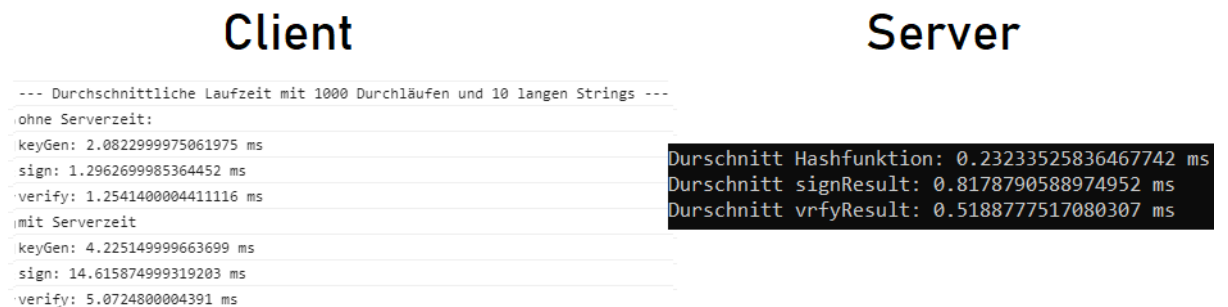 Client
Server
--- Durchschnittliche Laufzeit mit 1000 Durchläufen und 10 langen Strings ---
ohne Serverzeit:
keyGen: 2.0822999975061975 ms
sign: 1.2962699985364452 ms
verify: 1.2541400004411116 ms
mit Serverzeit
keyGen: 4.225149999663699 ms
sign: 14.615874999319203 ms
verify: 5.0724800004391 ms
Durschnitt Hashfunktion: 0.23233525836467742 ms
Durschnitt signResult: 0.8178790588974952 ms
Durschnitt vrfyResult: 0.5188777517080307 ms